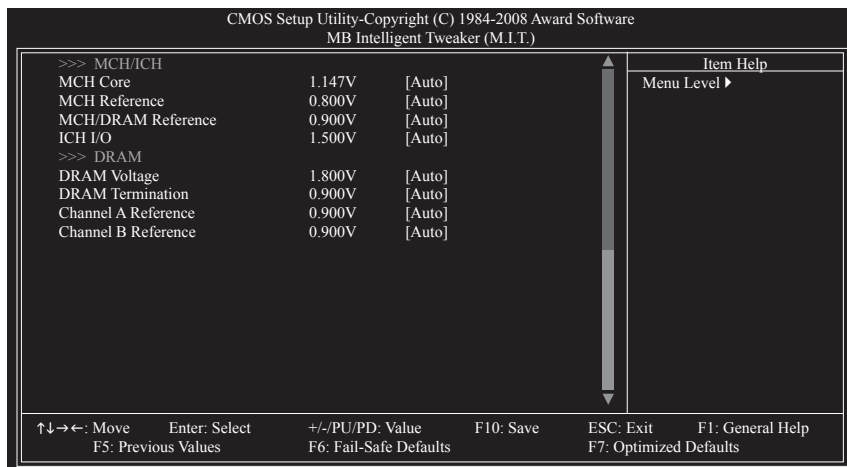 CMOS Setup Utility-Copyright (C) 1984-2008 Award Software
MB Intelligent Tweaker (M.I.T.)
>>> MCH/ICH
MCH Core 1.147V [Auto]
MCH Reference 0.800V [Auto]
MCH/DRAM Reference 0.900V [Auto]
ICH I/O 1.500V [Auto]
>>> DRAM
DRAM Voltage 1.800V [Auto]
DRAM Termination 0.900V [Auto]
Channel A Reference 0.900V [Auto]
Channel B Reference 0.900V [Auto]
Item Help
Menu Level
↑↓→←: Move Enter: Select +/-/PU/PD: Value F10: Save ESC: Exit F1: General Help
F5: Previous Values F6: Fail-Safe Defaults F7: Optimized Defaults